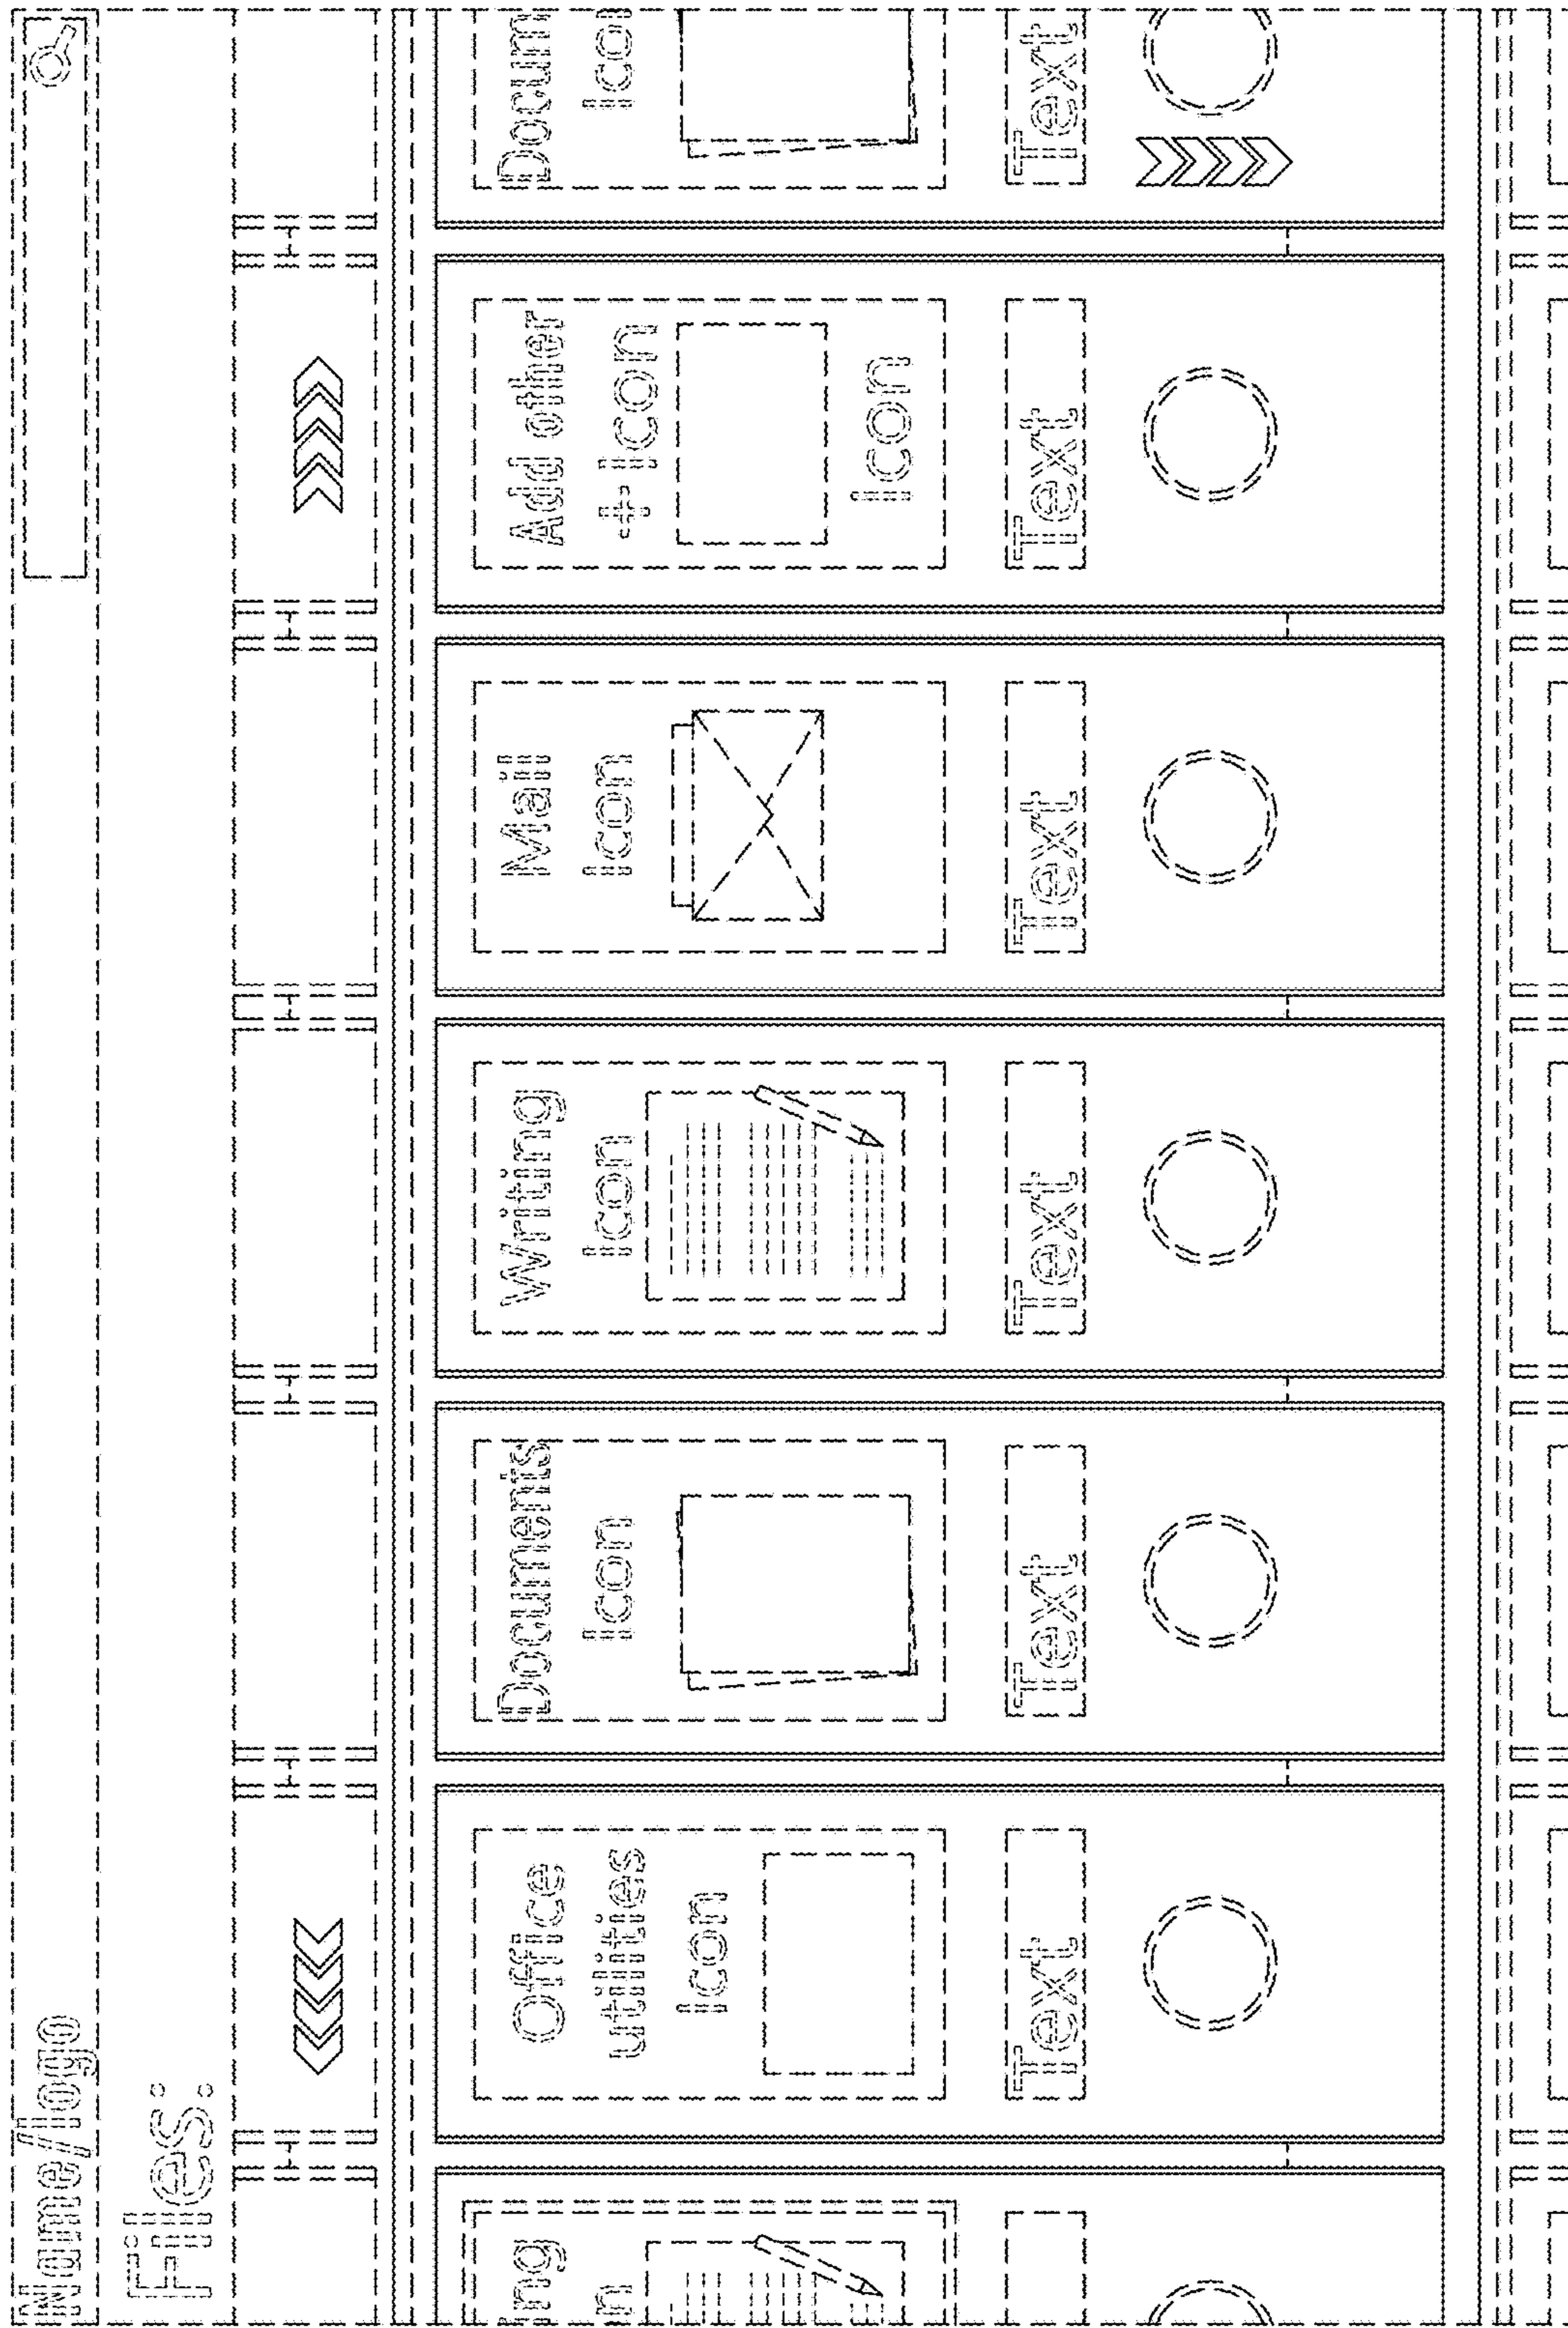 Name/logo
Files:
ing
n
Office
utilities
Icon
Text
Documents
Icon
Text
Writing
Icon
Text
Mail
Icon
Text
Add other
+ Icon
icon
Text
Docum
Icon
Text